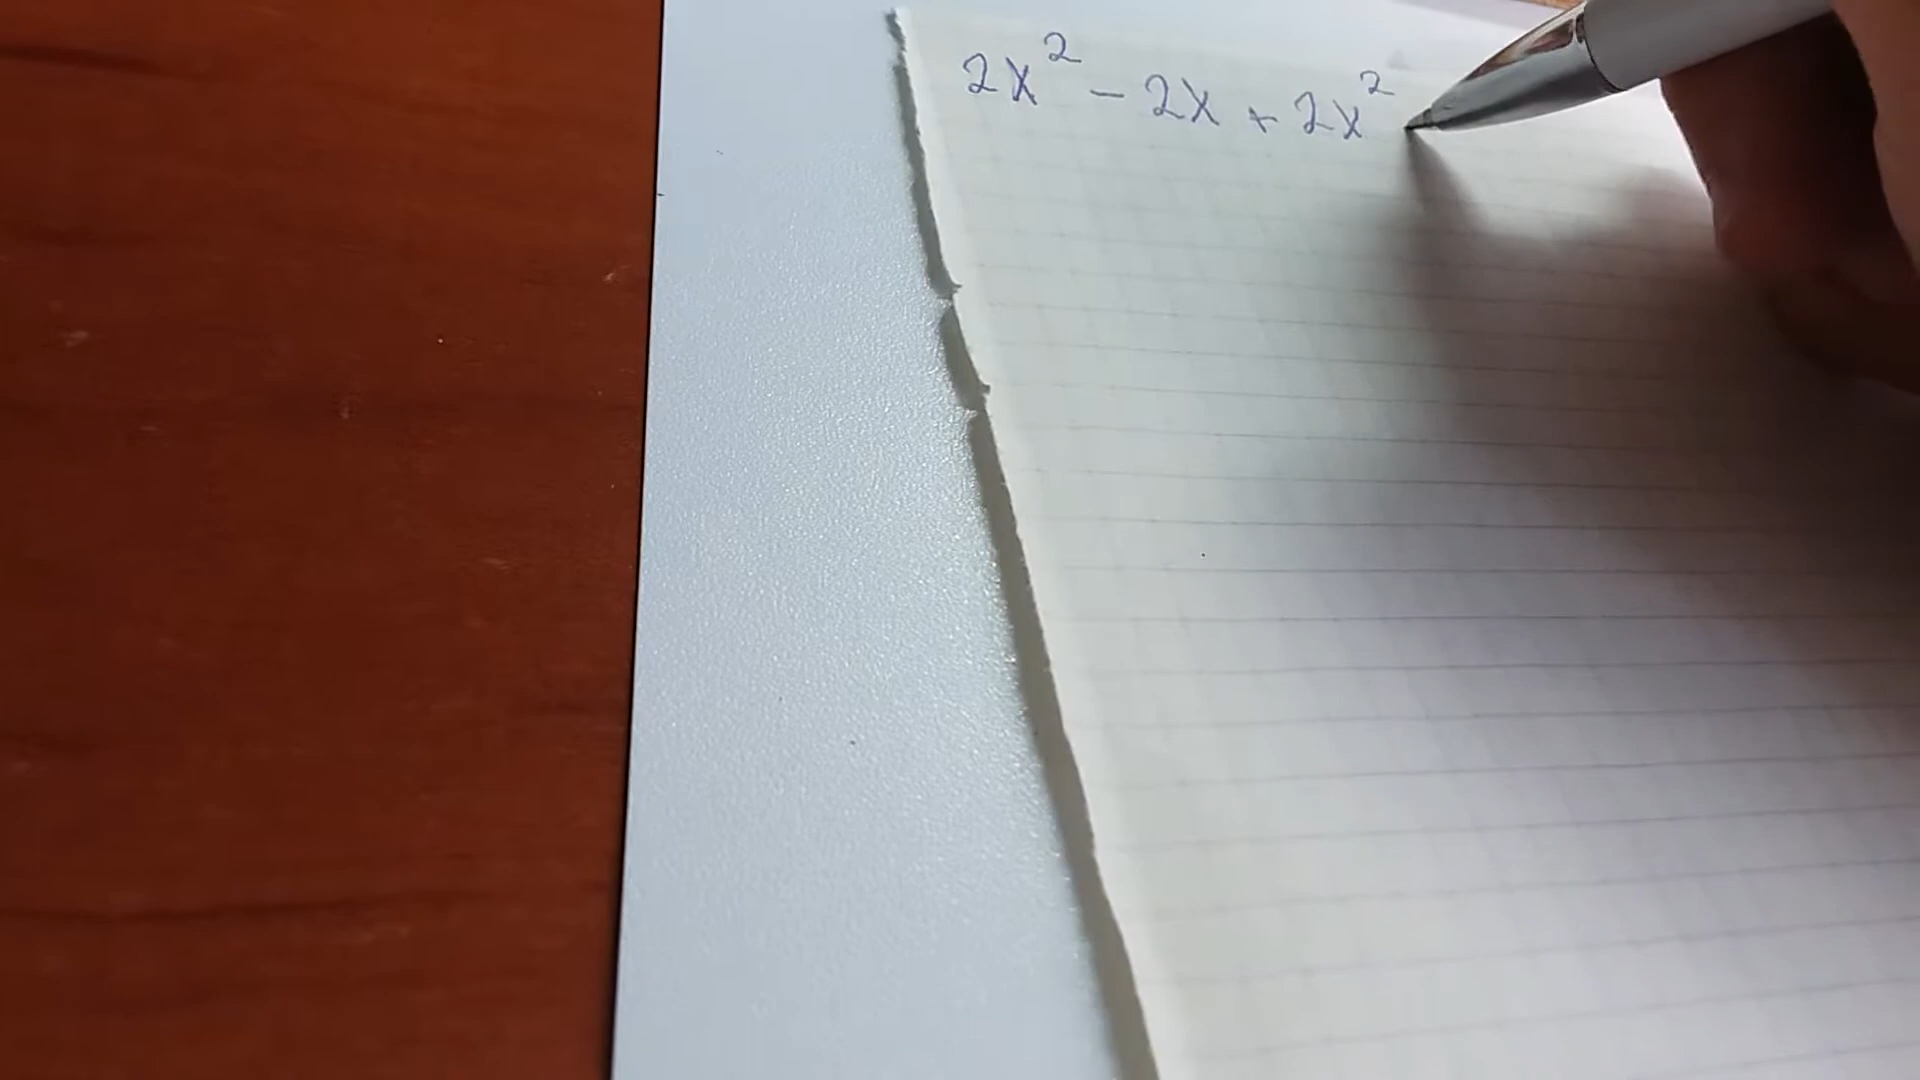 2x² - 2x + 2x²